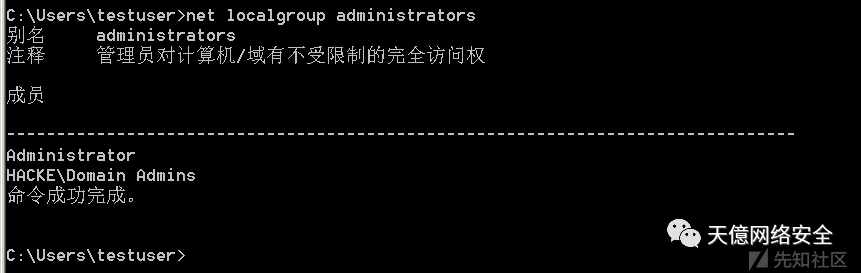 C:\Users\testuser>net localgroup administrators
别名     administrators
注释     管理员对计算机/域有不受限制的完全访问权
成员
-------------------------------------------------------------------------------
Administrator
HACKE\Domain Admins
命令成功完成。
C:\Users\testuser>
天億网络安全
先知社区